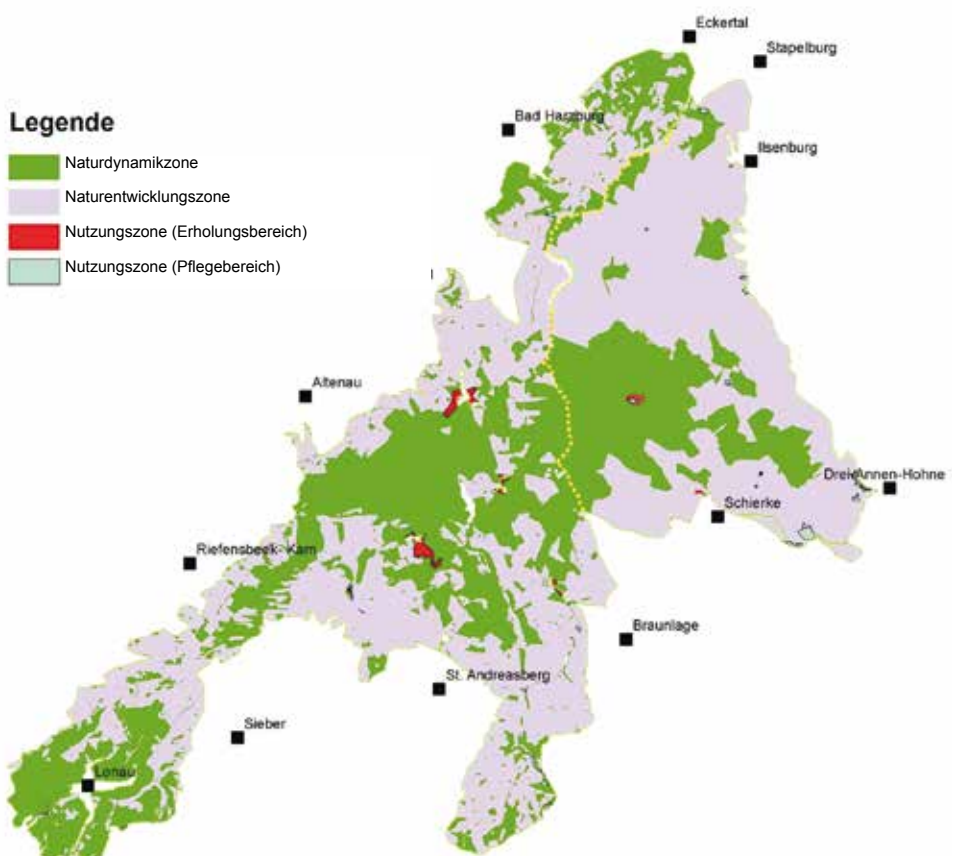 Eckertal
Stapelburg
Bad Harzburg
Ilsenburg
Legende
Naturdynamikzone
Naturentwicklungszone
Nutzungszone (Erholungsbereich)
Nutzungszone (Pflegebereich)
Altenau
Drei-Annen-Hohne
Schierke
Riefensbeek-Kam
Braunlage
St. Andreasberg
Sieber
Lonau